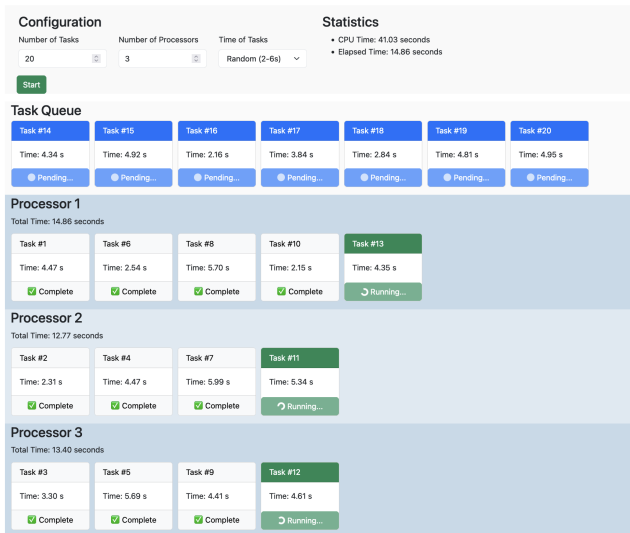 Configuration
Statistics
Number of Tasks Number of Processors Time of Tasks
20 3 Random (2-6s)
CPU Time: 41.03 seconds
Elapsed Time: 14.86 seconds
Start
Task Queue
Task #14 Task #15 Task #16 Task #17 Task #18 Task #19 Task #20
Time: 4.34 s Time: 4.92 s Time: 2.16 s Time: 3.84 s Time: 2.84 s Time: 4.81 s Time: 4.95 s
Pending... Pending... Pending... Pending... Pending... Pending... Pending...
Processor 1
Total Time: 14.86 seconds
Task #1 Task #6 Task #8 Task #10 Task #13
Time: 4.47 s Time: 2.54 s Time: 5.70 s Time: 2.15 s Time: 4.35 s
Complete Complete Complete Complete Running...
Processor 2
Total Time: 12.77 seconds
Task #2 Task #4 Task #7 Task #11
Time: 2.31 s Time: 4.47 s Time: 5.99 s Time: 5.34 s
Complete Complete Complete Running...
Processor 3
Total Time: 13.40 seconds
Task #3 Task #5 Task #9 Task #12
Time: 3.30 s Time: 5.69 s Time: 4.41 s Time: 4.61 s
Complete Complete Complete Running...